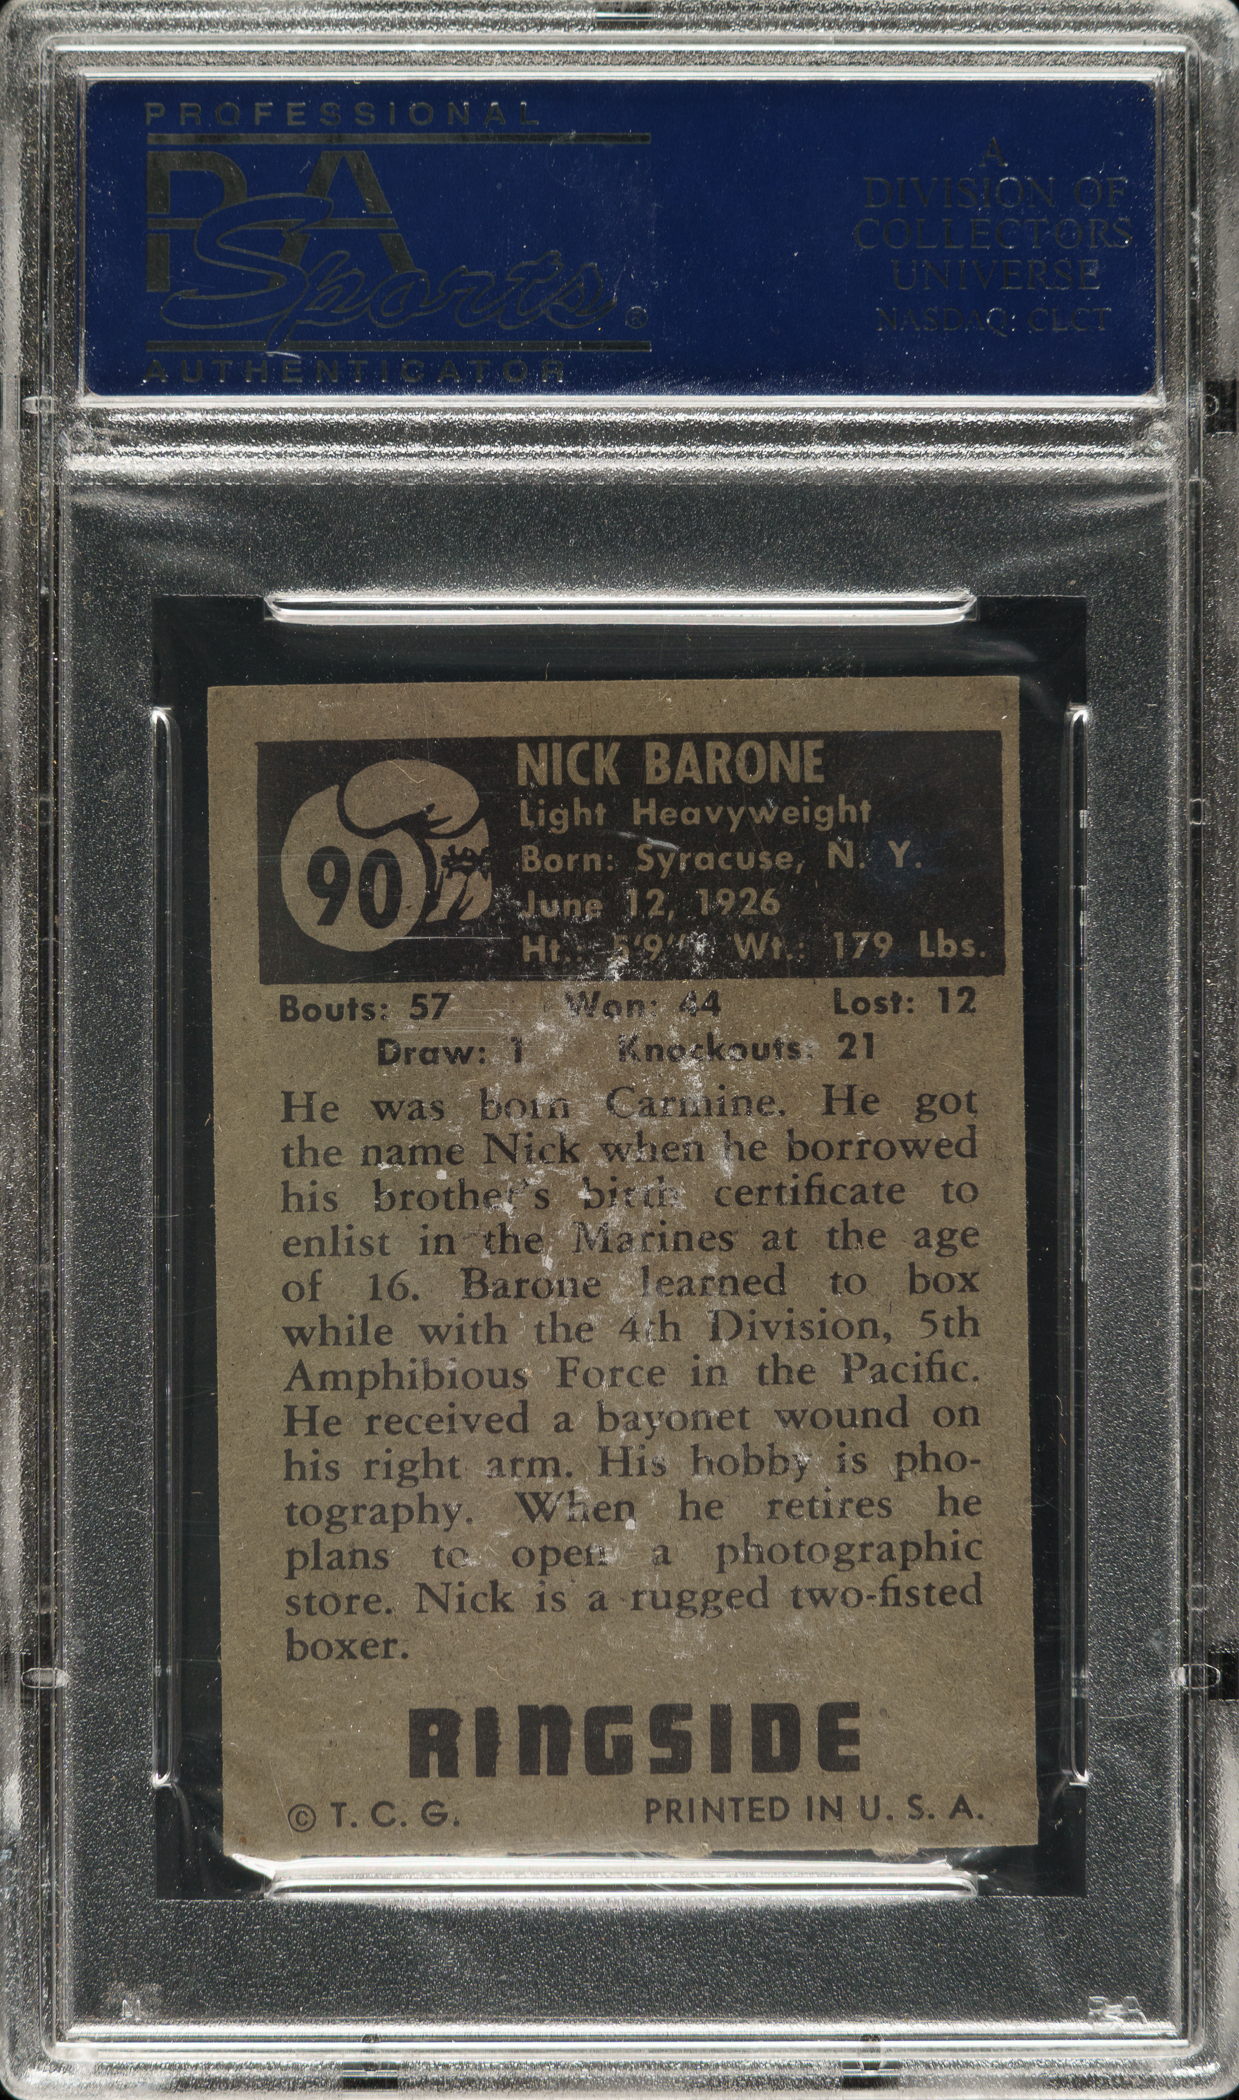 PROFESSIONAL
PSA
Sports®
AUTHENTICATOR
A
DIVISION OF
COLLECTORS
UNIVERSE
NASDAQ: CLCT
90
NICK BARONE
Light Heavyweight
Born: Syracuse, N. Y.
June 12, 1926
Ht.: 5'9" Wt.: 179 Lbs.
Bouts: 57 Won: 44 Lost: 12
Draw: 1 Knockouts: 21
He was born Carmine. He got
the name Nick when he borrowed
his brother's birth certificate to
enlist in the Marines at the age
of 16. Barone learned to box
while with the 4th Division, 5th
Amphibious Force in the Pacific.
He received a bayonet wound on
his right arm. His hobby is pho-
tography. When he retires he
plans to open a photographic
store. Nick is a rugged two-fisted
boxer.
RINGSIDE
© T. C. G. PRINTED IN U. S. A.
PSA